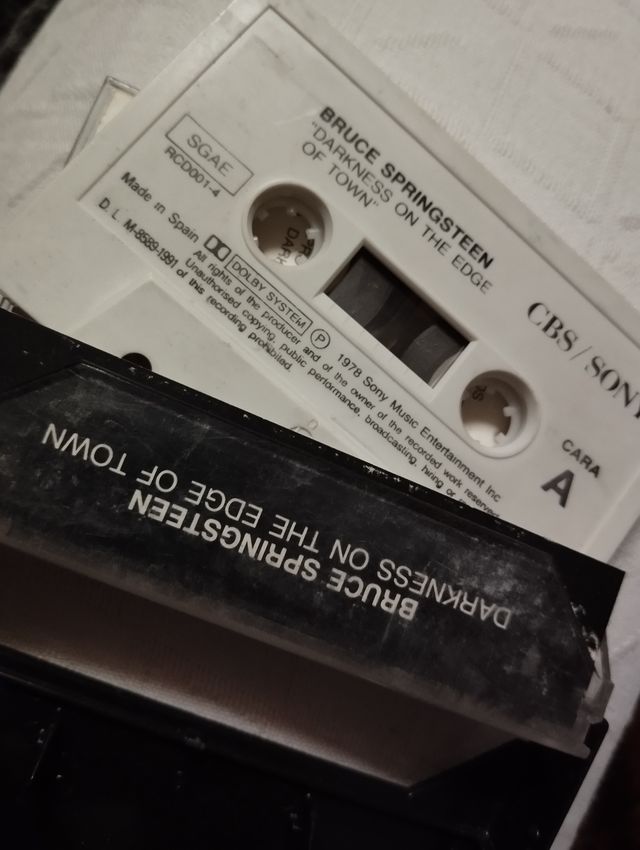 BRUCE SPRINGSTEEN
"DARKNESS ON THE EDGE
OF TOWN"
SGAE
RCD001-4
Made in Spain
D. L. M-8589-1991
DOLBY SYSTEM
P 1978 Sony Music Entertainment Inc
All rights of the producer and of the owner of the recorded work reserved
Unauthorised copying, public performance, broadcasting, hiring or
of this recording prohibited.
CBS/SONY
CARA
A
BRUCE SPRINGSTEEN
DARKNESS ON THE EDGE OF TOWN